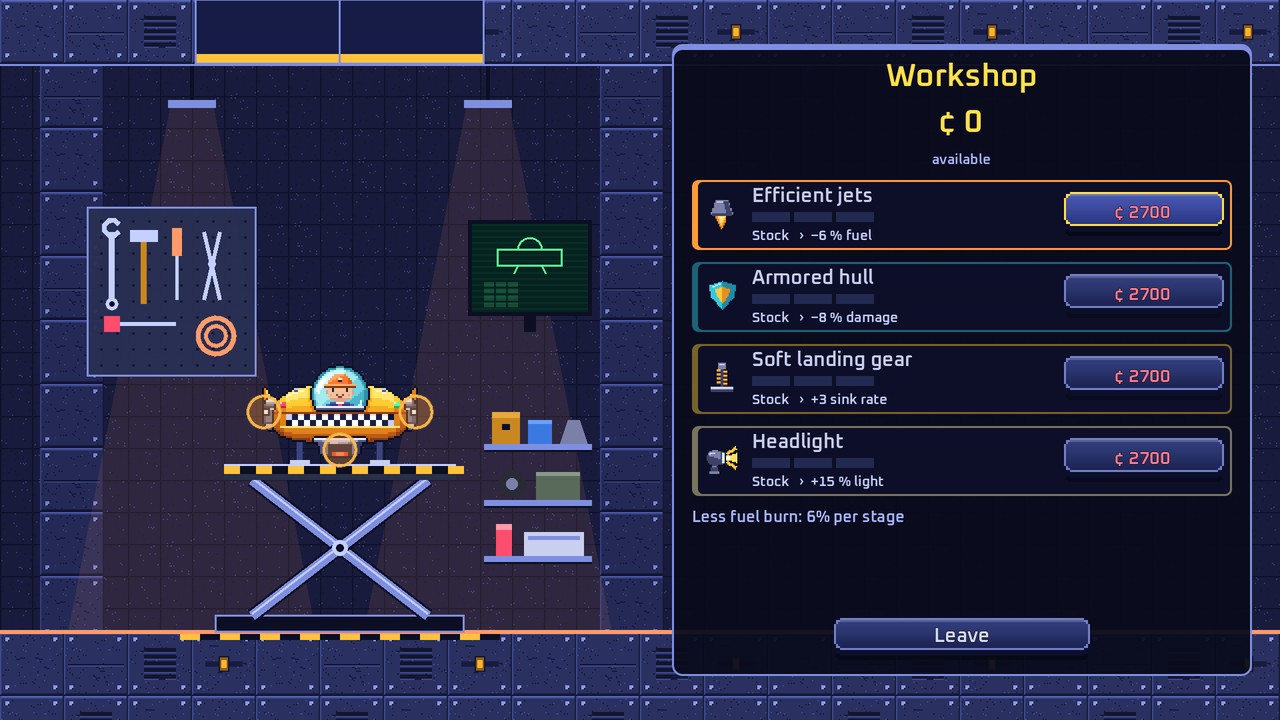 Workshop
¢ 0
available
Efficient jets
¢ 2700
Stock › −6 % fuel
Armored hull
¢ 2700
Stock › −8 % damage
Soft landing gear
¢ 2700
Stock › +3 sink rate
Headlight
¢ 2700
Stock › +15 % light
Less fuel burn: 6% per stage
Leave